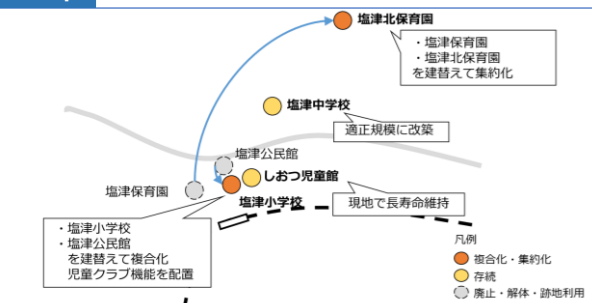 塩津北保育園
・塩津保育園
・塩津北保育園
を建替えて集約化
塩津中学校
適正規模に改築
塩津公民館
しおつ児童館
塩津保育園
塩津小学校
現地で長寿命維持
・塩津小学校
・塩津公民館
を建替えて複合化
児童クラブ機能を配置
凡例
複合化・集約化
存続
廃止・解体・跡地利用